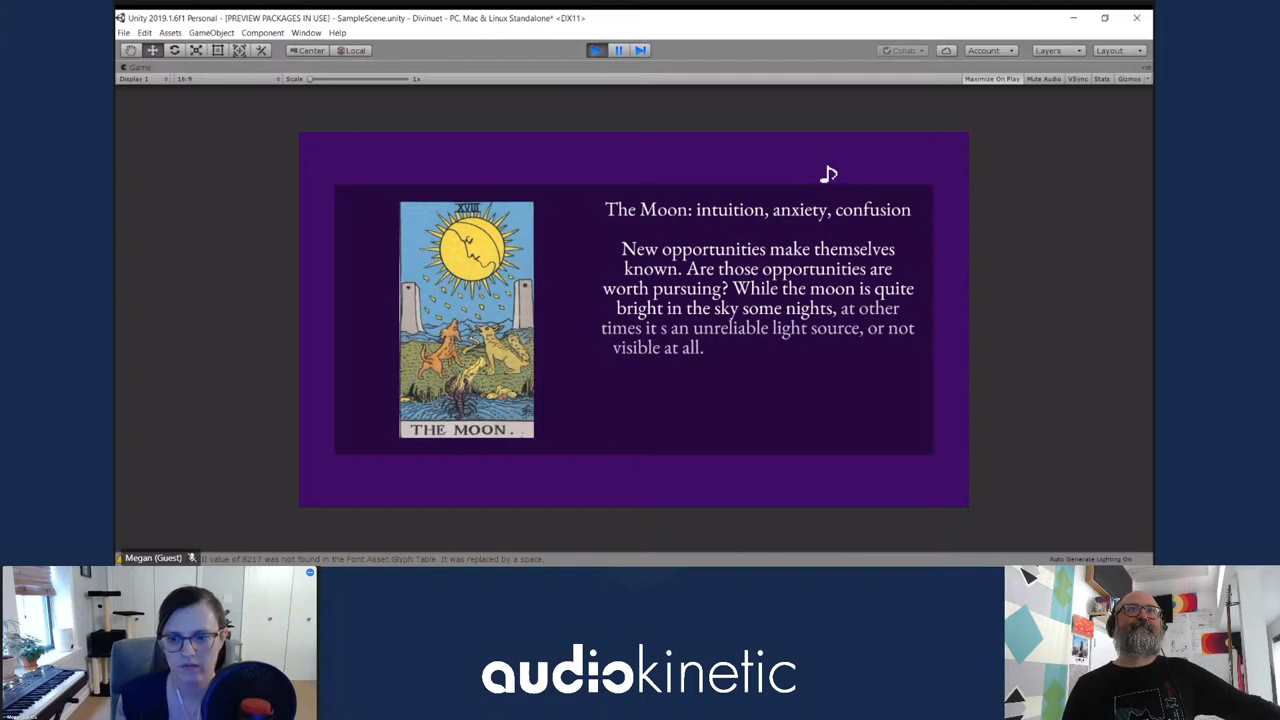 Unity 2019.1.6f1 Personal - [PREVIEW PACKAGES IN USE] - SampleScene.unity - Divinuet - PC, Mac & Linux Standalone* <DX11>
File Edit Assets GameObject Component Window Help
Center Local Collab Account Layers Layout
Game
Display 1 16:9 Scale 1x Maximize On Play Mute Audio VSync Stats Gizmos
XVIII
THE MOON.
The Moon: intuition, anxiety, confusion
New opportunities make themselves
known. Are those opportunities are
worth pursuing? While the moon is quite
bright in the sky some nights, at other
times it s an unreliable light source, or not
visible at all.
Megan (Guest) value of 8217 was not found in the Font Asset Glyph Table. It was replaced by a space. Auto Generate Lighting On
audiokinetic